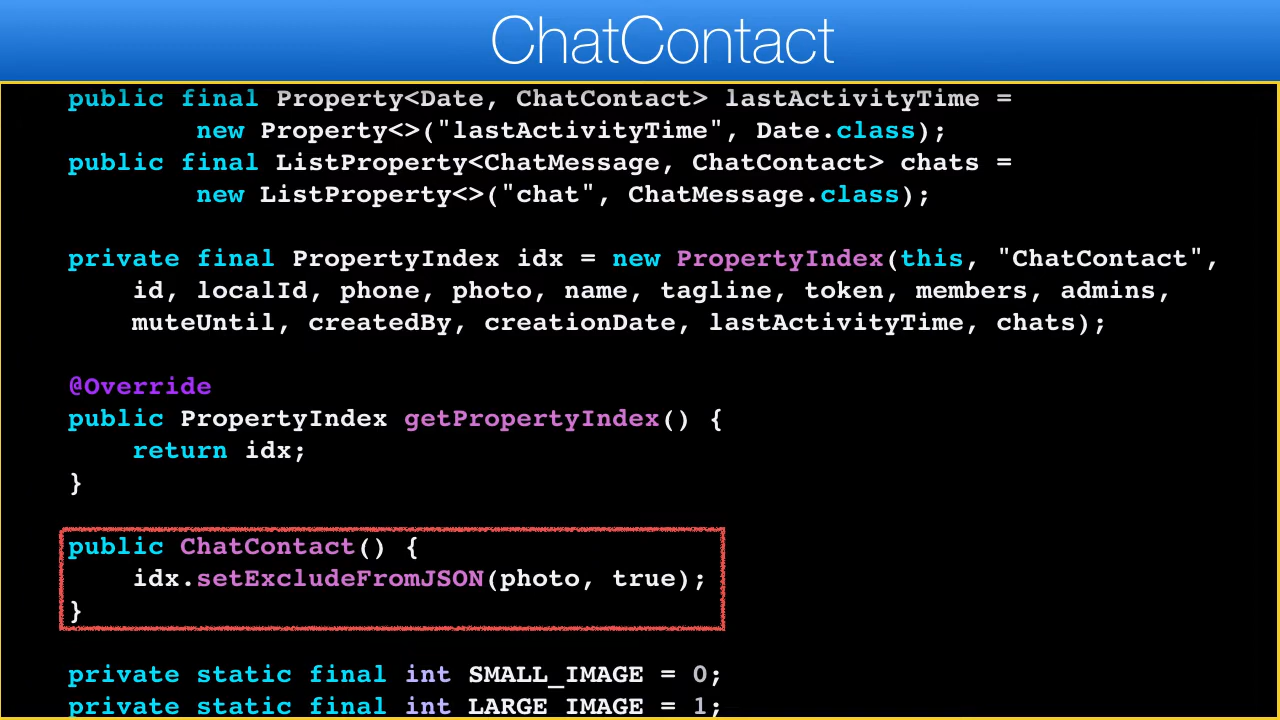 ChatContact
public final Property<Date, ChatContact> lastActivityTime =
new Property<>("lastActivityTime", Date.class);
public final ListProperty<ChatMessage, ChatContact> chats =
new ListProperty<>("chat", ChatMessage.class);
private final PropertyIndex idx = new PropertyIndex(this, "ChatContact",
id, localId, phone, photo, name, tagline, token, members, admins,
muteUntil, createdBy, creationDate, lastActivityTime, chats);
@Override
public PropertyIndex getPropertyIndex() {
return idx;
}
public ChatContact() {
idx.setExcludeFromJSON(photo, true);
}
private static final int SMALL_IMAGE = 0;
private static final int LARGE_IMAGE = 1;